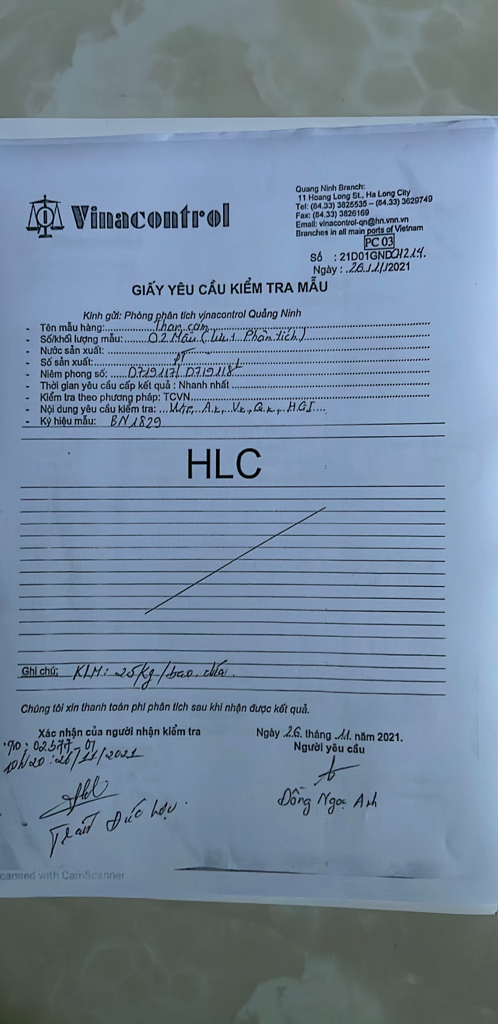 Vinacontrol
Quang Ninh Branch:
11 Hoang Long St., Ha Long City
Tel: (84.33) 3825535 – (84.33) 3629749
Fax: (84.33) 3826169
Email: vinacontrol-qn@hn.vnn.vn
Branches in all main ports of Vietnam
PC 03
Số : 21D01GND
Ngày : 26/11/2021
GIẤY YÊU CẦU KIỂM TRA MẪU
Kính gửi: Phòng phân tích vinacontrol Quảng Ninh
- Tên mẫu hàng: Than cám
- Số/khối lượng mẫu: 02 Mẫu (lưu 1 Phân tích)
- Nước sản xuất:
- Số sản xuất:
- Niêm phong số:
- Thời gian yêu cầu cấp kết quả : Nhanh nhất
- Kiểm tra theo phương pháp: TCVN
- Nội dung yêu cầu kiểm tra: HGI
- Ký hiệu mẫu: BN 1829
HLC
Ghi chú: KLM: 25kg/bao
Chúng tôi xin thanh toán phí phân tích sau khi nhận được kết quả.
Xác nhận của người nhận kiểm tra
Ngày 26 tháng 11 năm 2021.
Người yêu cầu
26/11/2021
Đồng Ngọc Anh
Trần Đức
canned with CamScanner